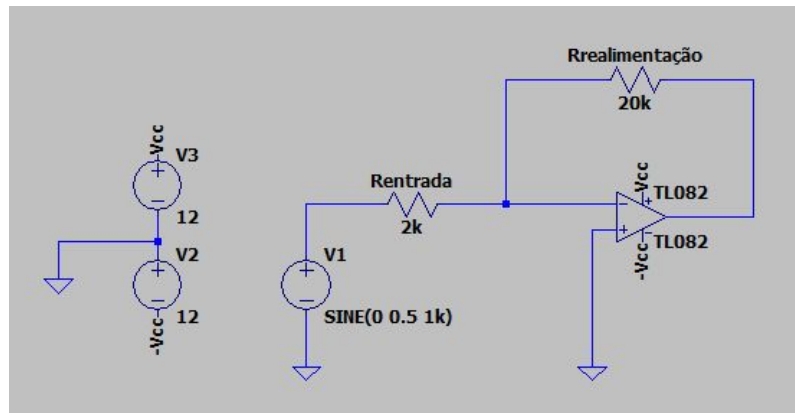 Vcc
V3
12
V2
12
-Vcc
Rentrada
2k
V1
SINE(0 0.5 1k)
Rrealimentação
20k
Vcc
TL082
TL082
-Vcc